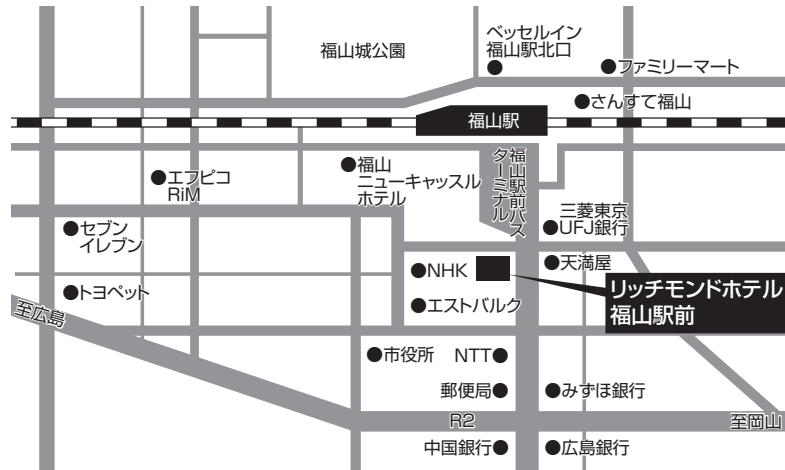 福山城公園
ベッセルイン
福山駅北口
ファミリーマート
さんすて福山
福山駅
福山駅前バス
ターミナル
福山
ニューキャッスル
ホテル
エフピコ
RiM
セブン
イレブン
三菱東京
UFJ銀行
NHK
天満屋
トヨペット
リッチモンドホテル
福山駅前
エストパルク
至広島
市役所
NTT
郵便局
みずほ銀行
R2
至岡山
中国銀行
広島銀行